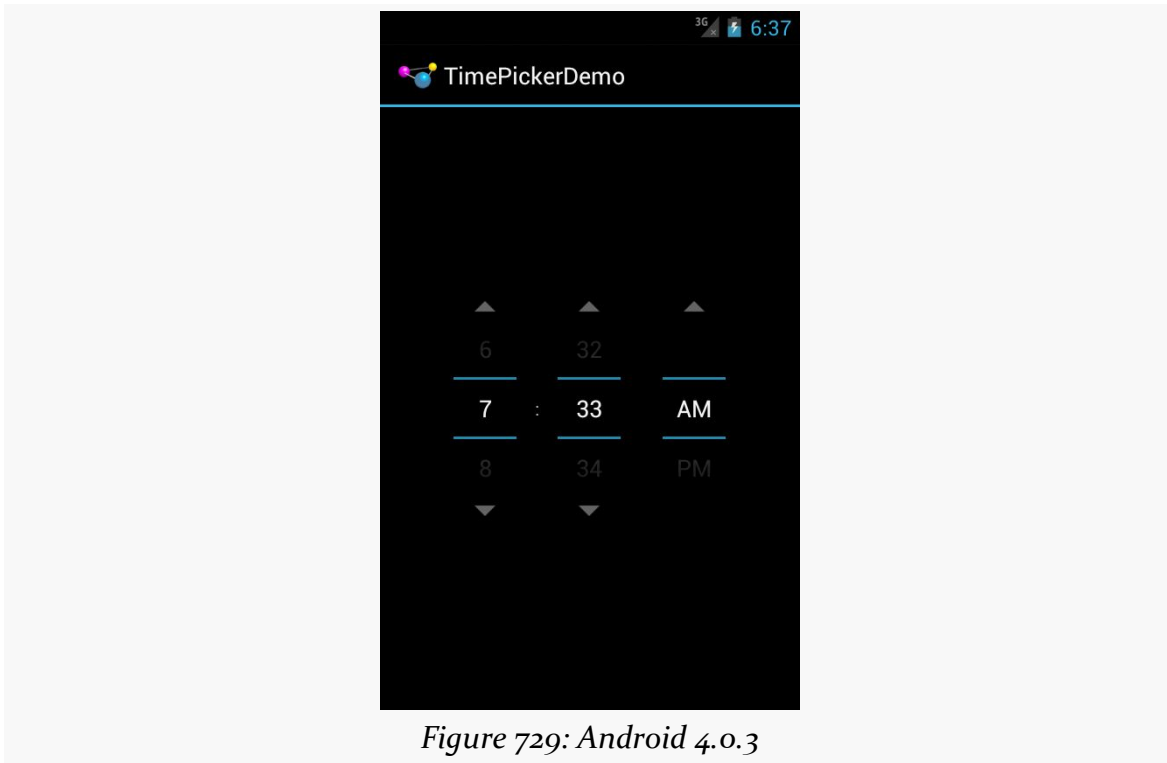 3G 6:37
TimePickerDemo
6 32
7 : 33 AM
8 34 PM
Figure 729: Android 4.0.3